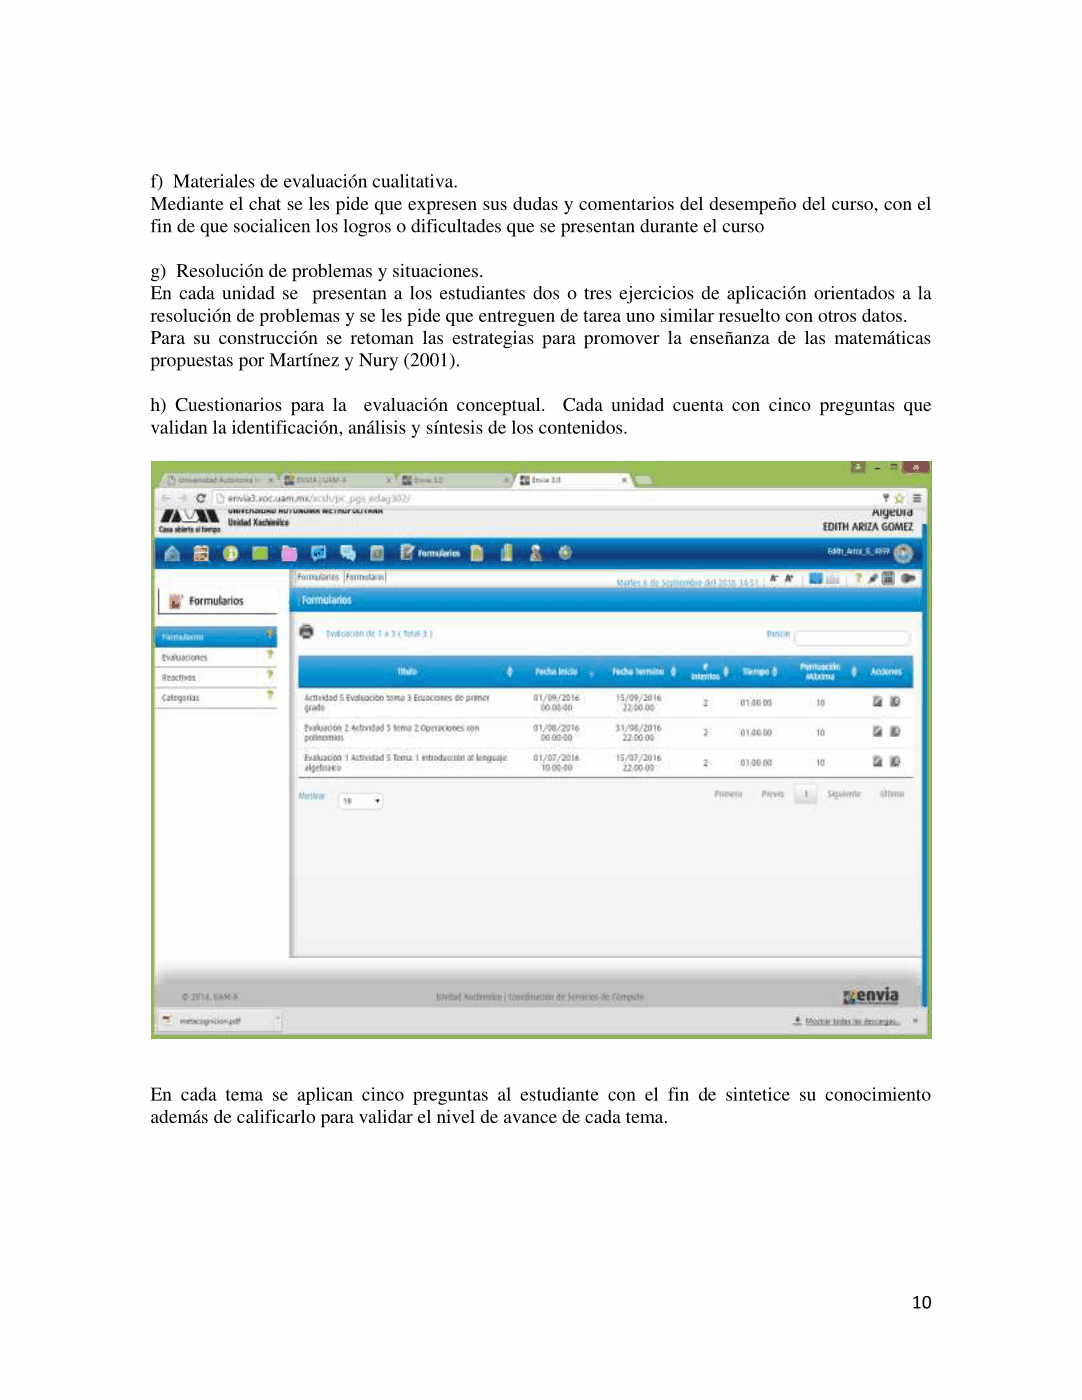 f) Materiales de evaluación cualitativa.
Mediante el chat se les pide que expresen sus dudas y comentarios del desempeño del curso, con el
fin de que socialicen los logros o dificultades que se presentan durante el curso
g) Resolución de problemas y situaciones.
En cada unidad se presentan a los estudiantes dos o tres ejercicios de aplicación orientados a la
resolución de problemas y se les pide que entreguen de tarea uno similar resuelto con otros datos.
Para su construcción se retoman las estrategias para promover la enseñanza de las matemáticas
propuestas por Martínez y Nury (2001).
h) Cuestionarios para la evaluación conceptual. Cada unidad cuenta con cinco preguntas que
validan la identificación, análisis y síntesis de los contenidos.
Universidad Autonoma ENVIA | UAM-X Envia 3.0 Envia 3.0
envia3.xoc.uam.mx/xcsh/pc_pgs_edag302/
UNIVERSIDAD AUTONOMA METROPOLITANA Algebra
Casa abierta al tiempo Unidad Xochimilco EDITH ARIZA GOMEZ
Formularios
Formularios | Formulario | Martes 6 de Septiembre del 2016 14:51
Formularios Formularios
Formularios Evaluación de 1 a 3 ( Total 3 ) Buscar
Evaluaciones
Reactivos
Categorias
Título Fecha Inicio Fecha Termino # Intentos Tiempo Puntuación Máxima Acciones
Actividad 5 Evaluación tema 3 Ecuaciones de primer grado 01/09/2016 00:00:00 15/09/2016 22:00:00 2 01:00:00 10
Evaluación 2 Actividad 5 tema 2 Operaciones con polinomios 01/08/2016 00:00:00 31/08/2016 22:00:00 2 01:00:00 10
Evaluación 1 Actividad 5 Tema 1 Introducción al lenguaje algebraico 01/07/2016 10:00:00 15/07/2016 22:00:00 2 01:00:00 10
Mostrar 10 Primero Previo 1 Siguiente Último
© 2014, UAM-X Unidad Xochimilco | Coordinación de Servicios de Cómputo envia
metacognicion.pdf Mostrar todas las descargas...
En cada tema se aplican cinco preguntas al estudiante con el fin de sintetice su conocimiento
además de calificarlo para validar el nivel de avance de cada tema.
10